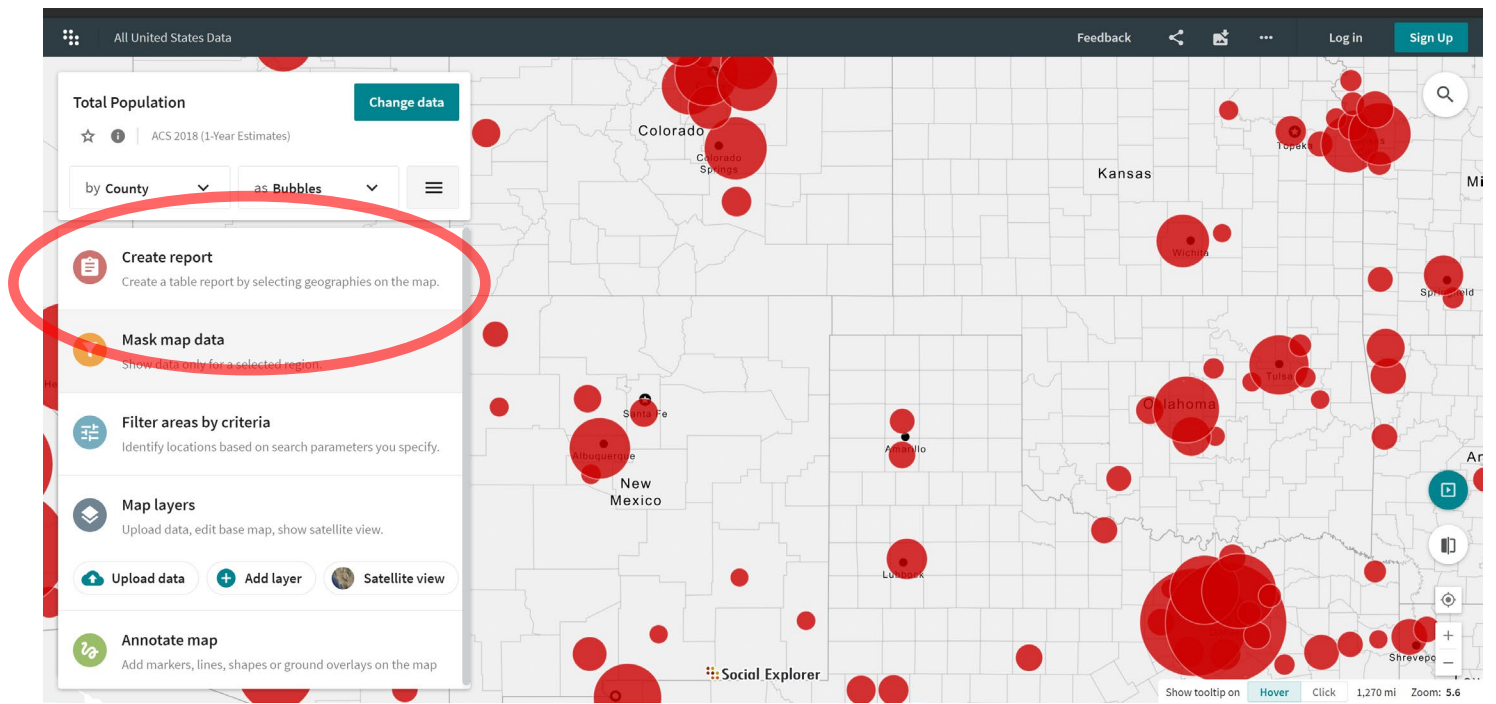 All United States Data
Feedback
Log in
Sign Up
Total Population
Change data
ACS 2018 (1-Year Estimates)
by County
as Bubbles
Create report
Create a table report by selecting geographies on the map.
Mask map data
Show data only for a selected region.
Filter areas by criteria
Identify locations based on search parameters you specify.
Map layers
Upload data, edit base map, show satellite view.
Upload data
Add layer
Satellite view
Annotate map
Add markers, lines, shapes or ground overlays on the map
Colorado
Colorado
Springs
Kansas
Topeka
Mi
Wichita
Springfield
Tulsa
Oklahoma
Santa Fe
Albuquerque
New
Mexico
Amarillo
Lubbock
Ar
Shrevepo
He
Social Explorer
Show tooltip on Hover Click 1,270 mi Zoom: 5.6